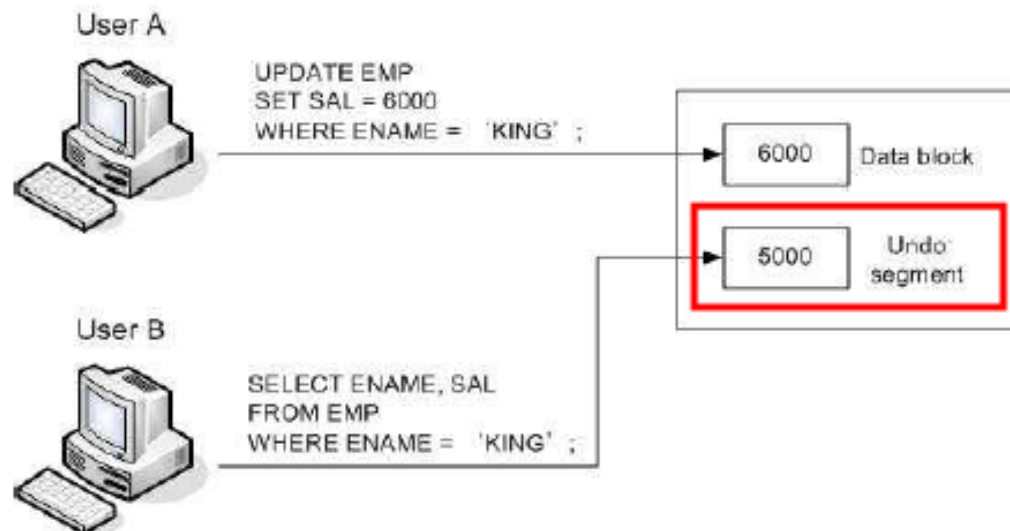 User A
UPDATE EMP
SET SAL = 6000
WHERE ENAME = 'KING' ;
6000
Data block
5000
Undo
segment
User B
SELECT ENAME, SAL
FROM EMP
WHERE ENAME = 'KING' ;